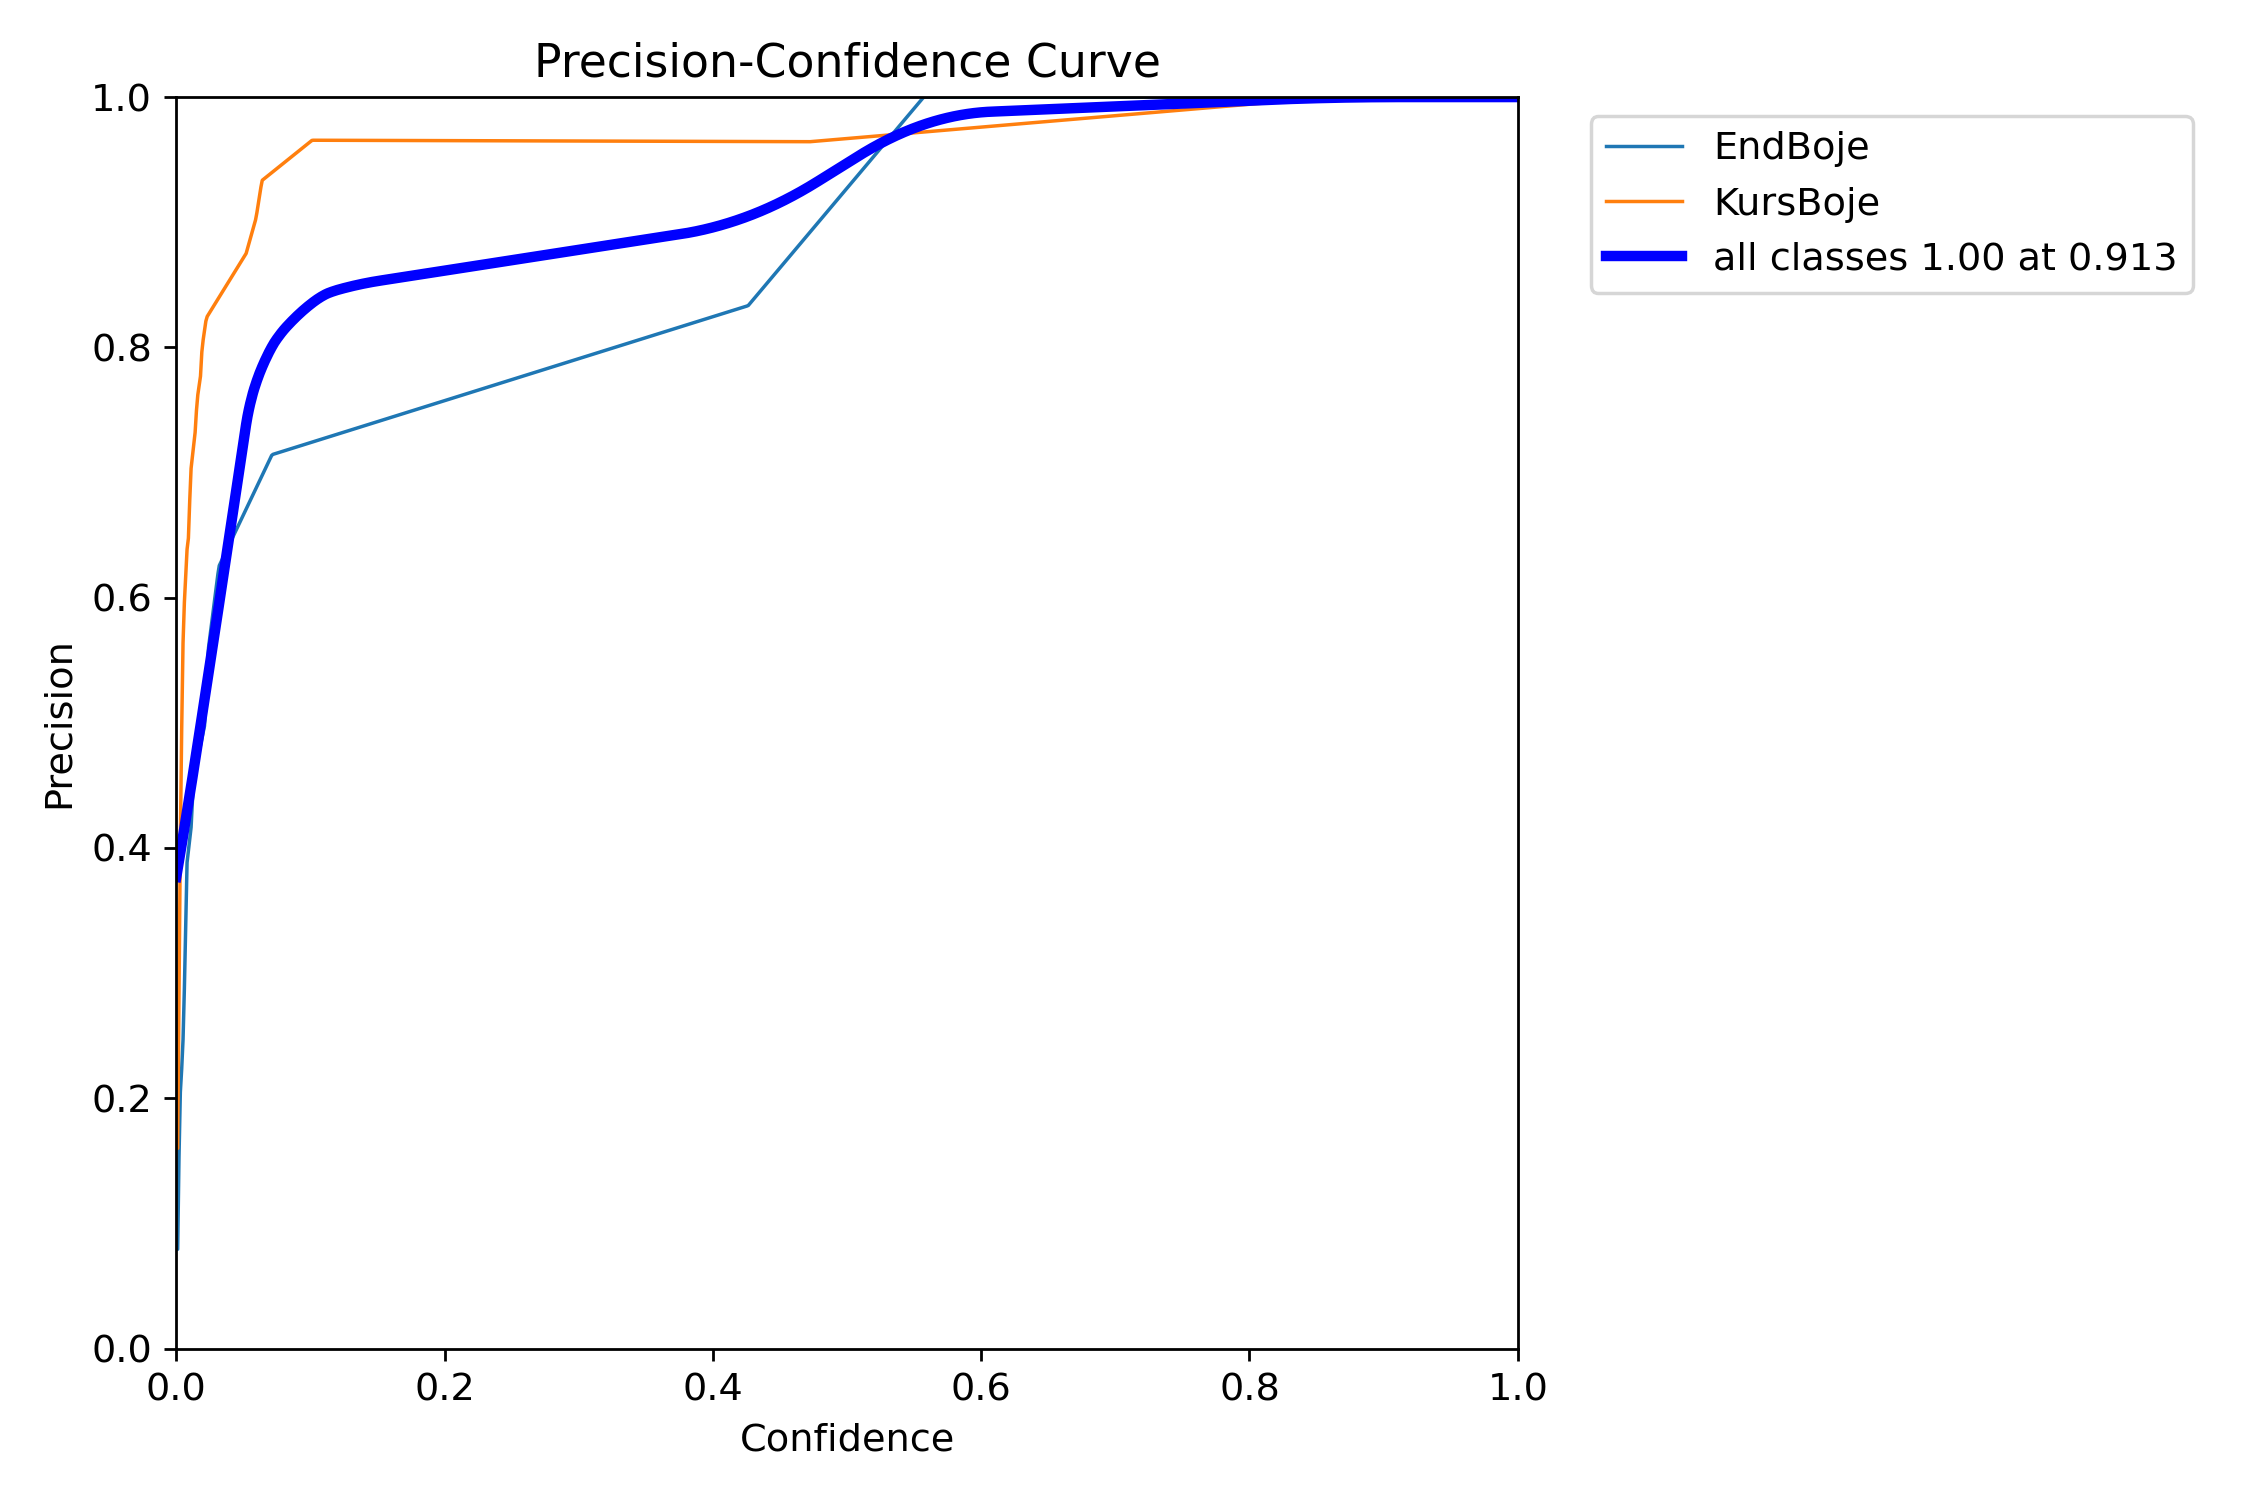 Precision-Confidence Curve
1.0
0.8
0.6
0.4
0.2
0.0
Precision
0.0 0.2 0.4 0.6 0.8 1.0
Confidence
EndBoje
KursBoje
all classes 1.00 at 0.913